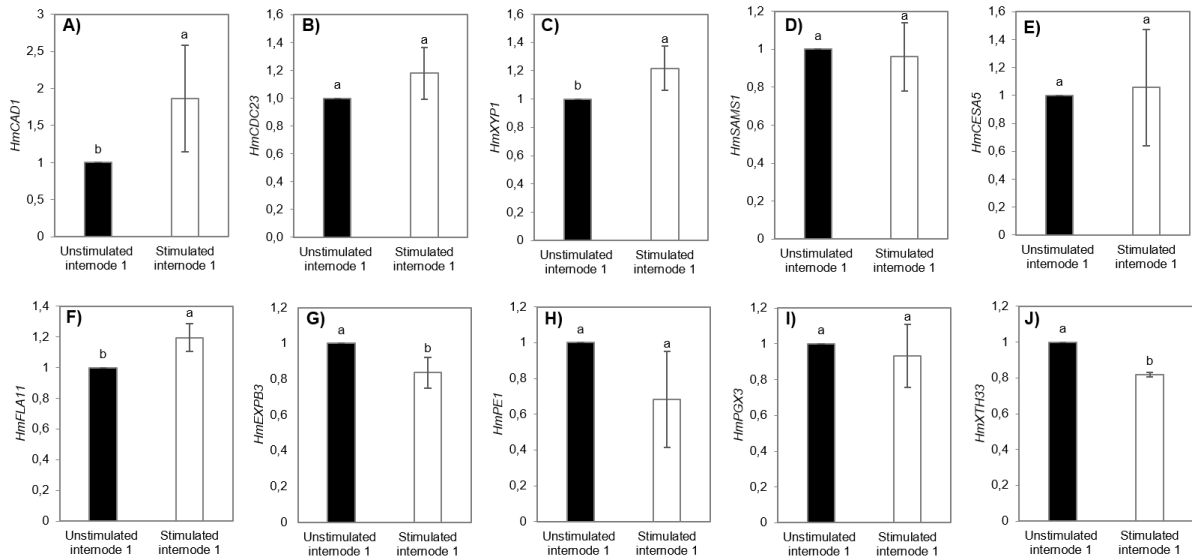 A)
HmCAD1
3
2,5
2
1,5
1
0,5
0
b
a
Unstimulated internode 1
Stimulated internode 1
B)
HmCDC23
1,4
1,2
1,0
0,8
0,6
0,4
0,2
0,0
a
a
Unstimulated internode 1
Stimulated internode 1
C)
HmXYP1
1,6
1,4
1,2
1
0,8
0,6
0,4
0,2
0
b
a
Unstimulated internode 1
Stimulated internode 1
D)
HmSAMS1
1,2
1
0,8
0,6
0,4
0,2
0
a
a
Unstimulated internode 1
Stimulated internode 1
E)
HmCESA5
1,6
1,4
1,2
1
0,8
0,6
0,4
0,2
0
a
a
Unstimulated internode 1
Stimulated internode 1
F)
HmFLA11
1,4
1,2
1
0,8
0,6
0,4
0,2
0
b
a
Unstimulated internode 1
Stimulated internode 1
G)
HmEXPB3
1,2
1
0,8
0,6
0,4
0,2
0
a
b
Unstimulated internode 1
Stimulated internode 1
H)
HmPE1
1,2
1
0,8
0,6
0,4
0,2
0
a
a
Unstimulated internode 1
Stimulated internode 1
I)
HmPGX3
1,2
1
0,8
0,6
0,4
0,2
0
a
a
Unstimulated internode 1
Stimulated internode 1
J)
HmXTH33
1,2
1
0,8
0,6
0,4
0,2
0
a
b
Unstimulated internode 1
Stimulated internode 1